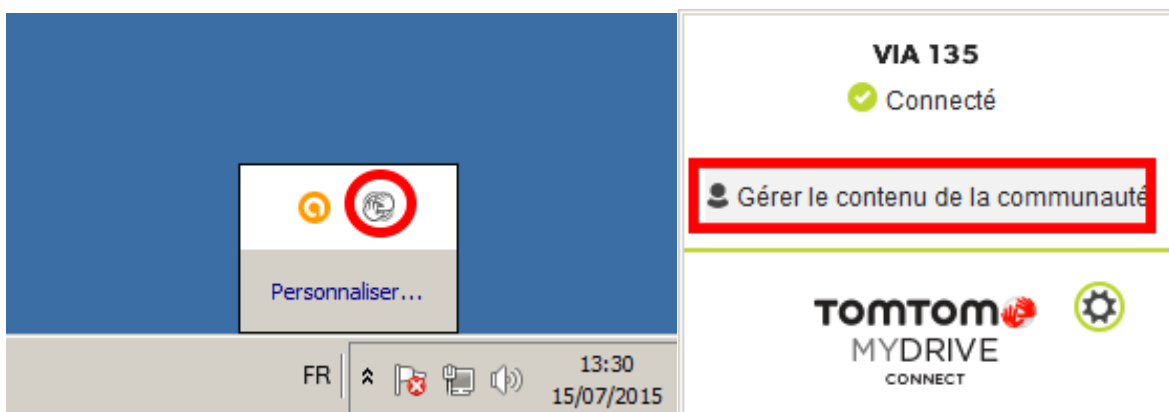 Personnaliser...
FR
13:30
15/07/2015
VIA 135
Connecté
Gérer le contenu de la communauté
TOMTOM
MYDRIVE
CONNECT